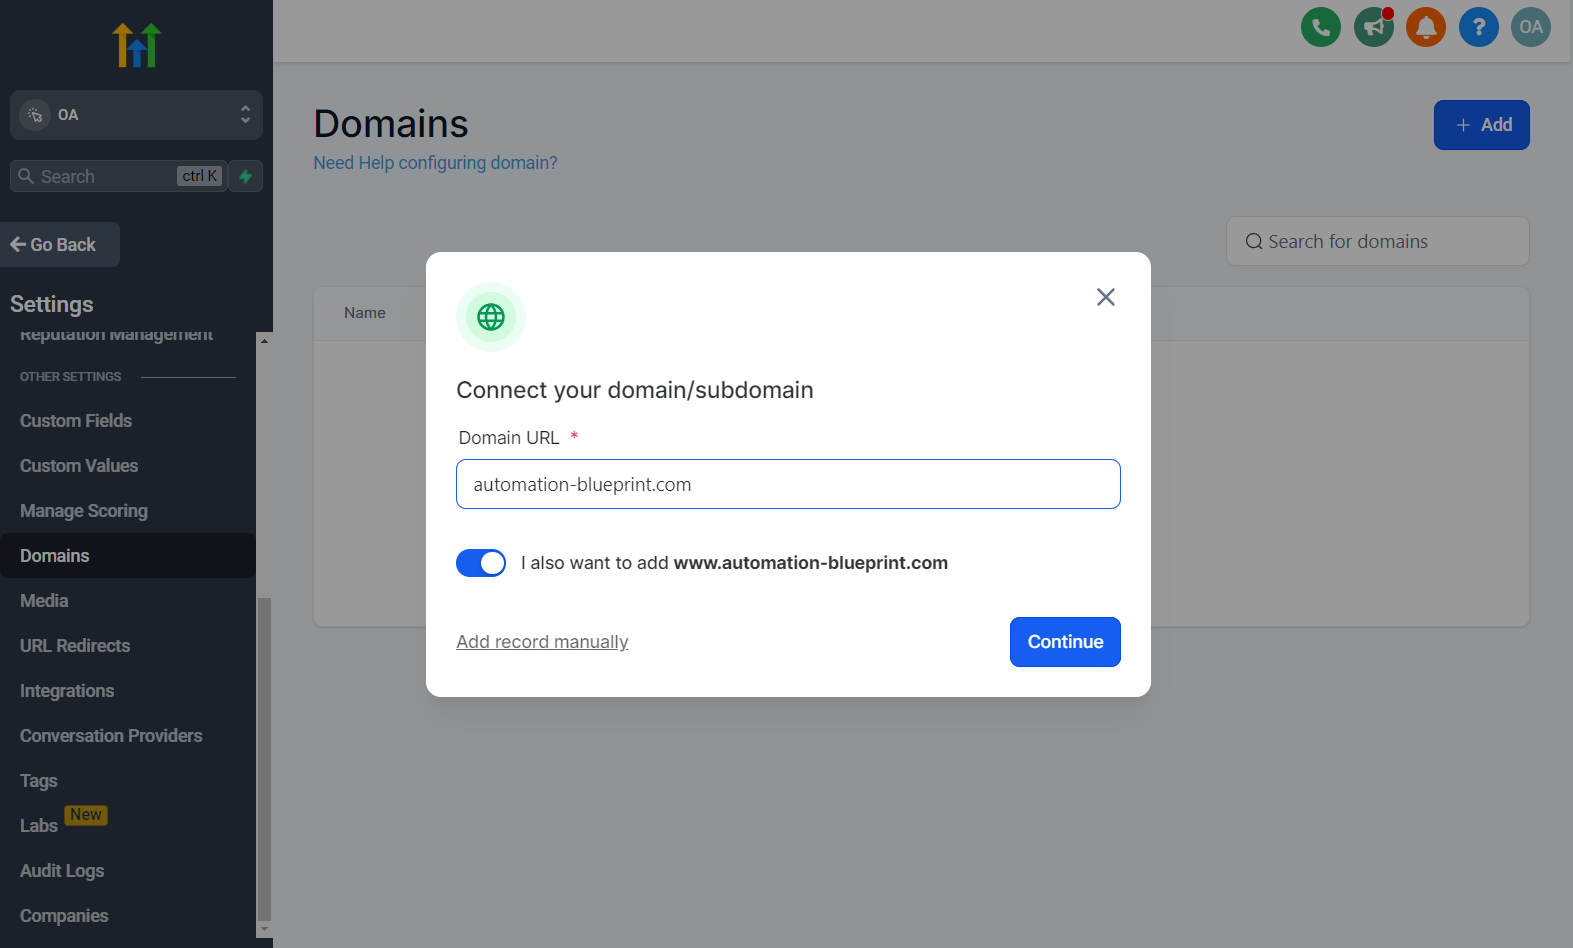 OA
Search
ctrl K
Go Back
Settings
Reputation Management
OTHER SETTINGS
Custom Fields
Custom Values
Manage Scoring
Domains
Media
URL Redirects
Integrations
Conversation Providers
Tags
Labs New
Audit Logs
Companies
OA
Domains
Need Help configuring domain?
+ Add
Search for domains
Name
Connect your domain/subdomain
Domain URL *
automation-blueprint.com
I also want to add www.automation-blueprint.com
Add record manually
Continue